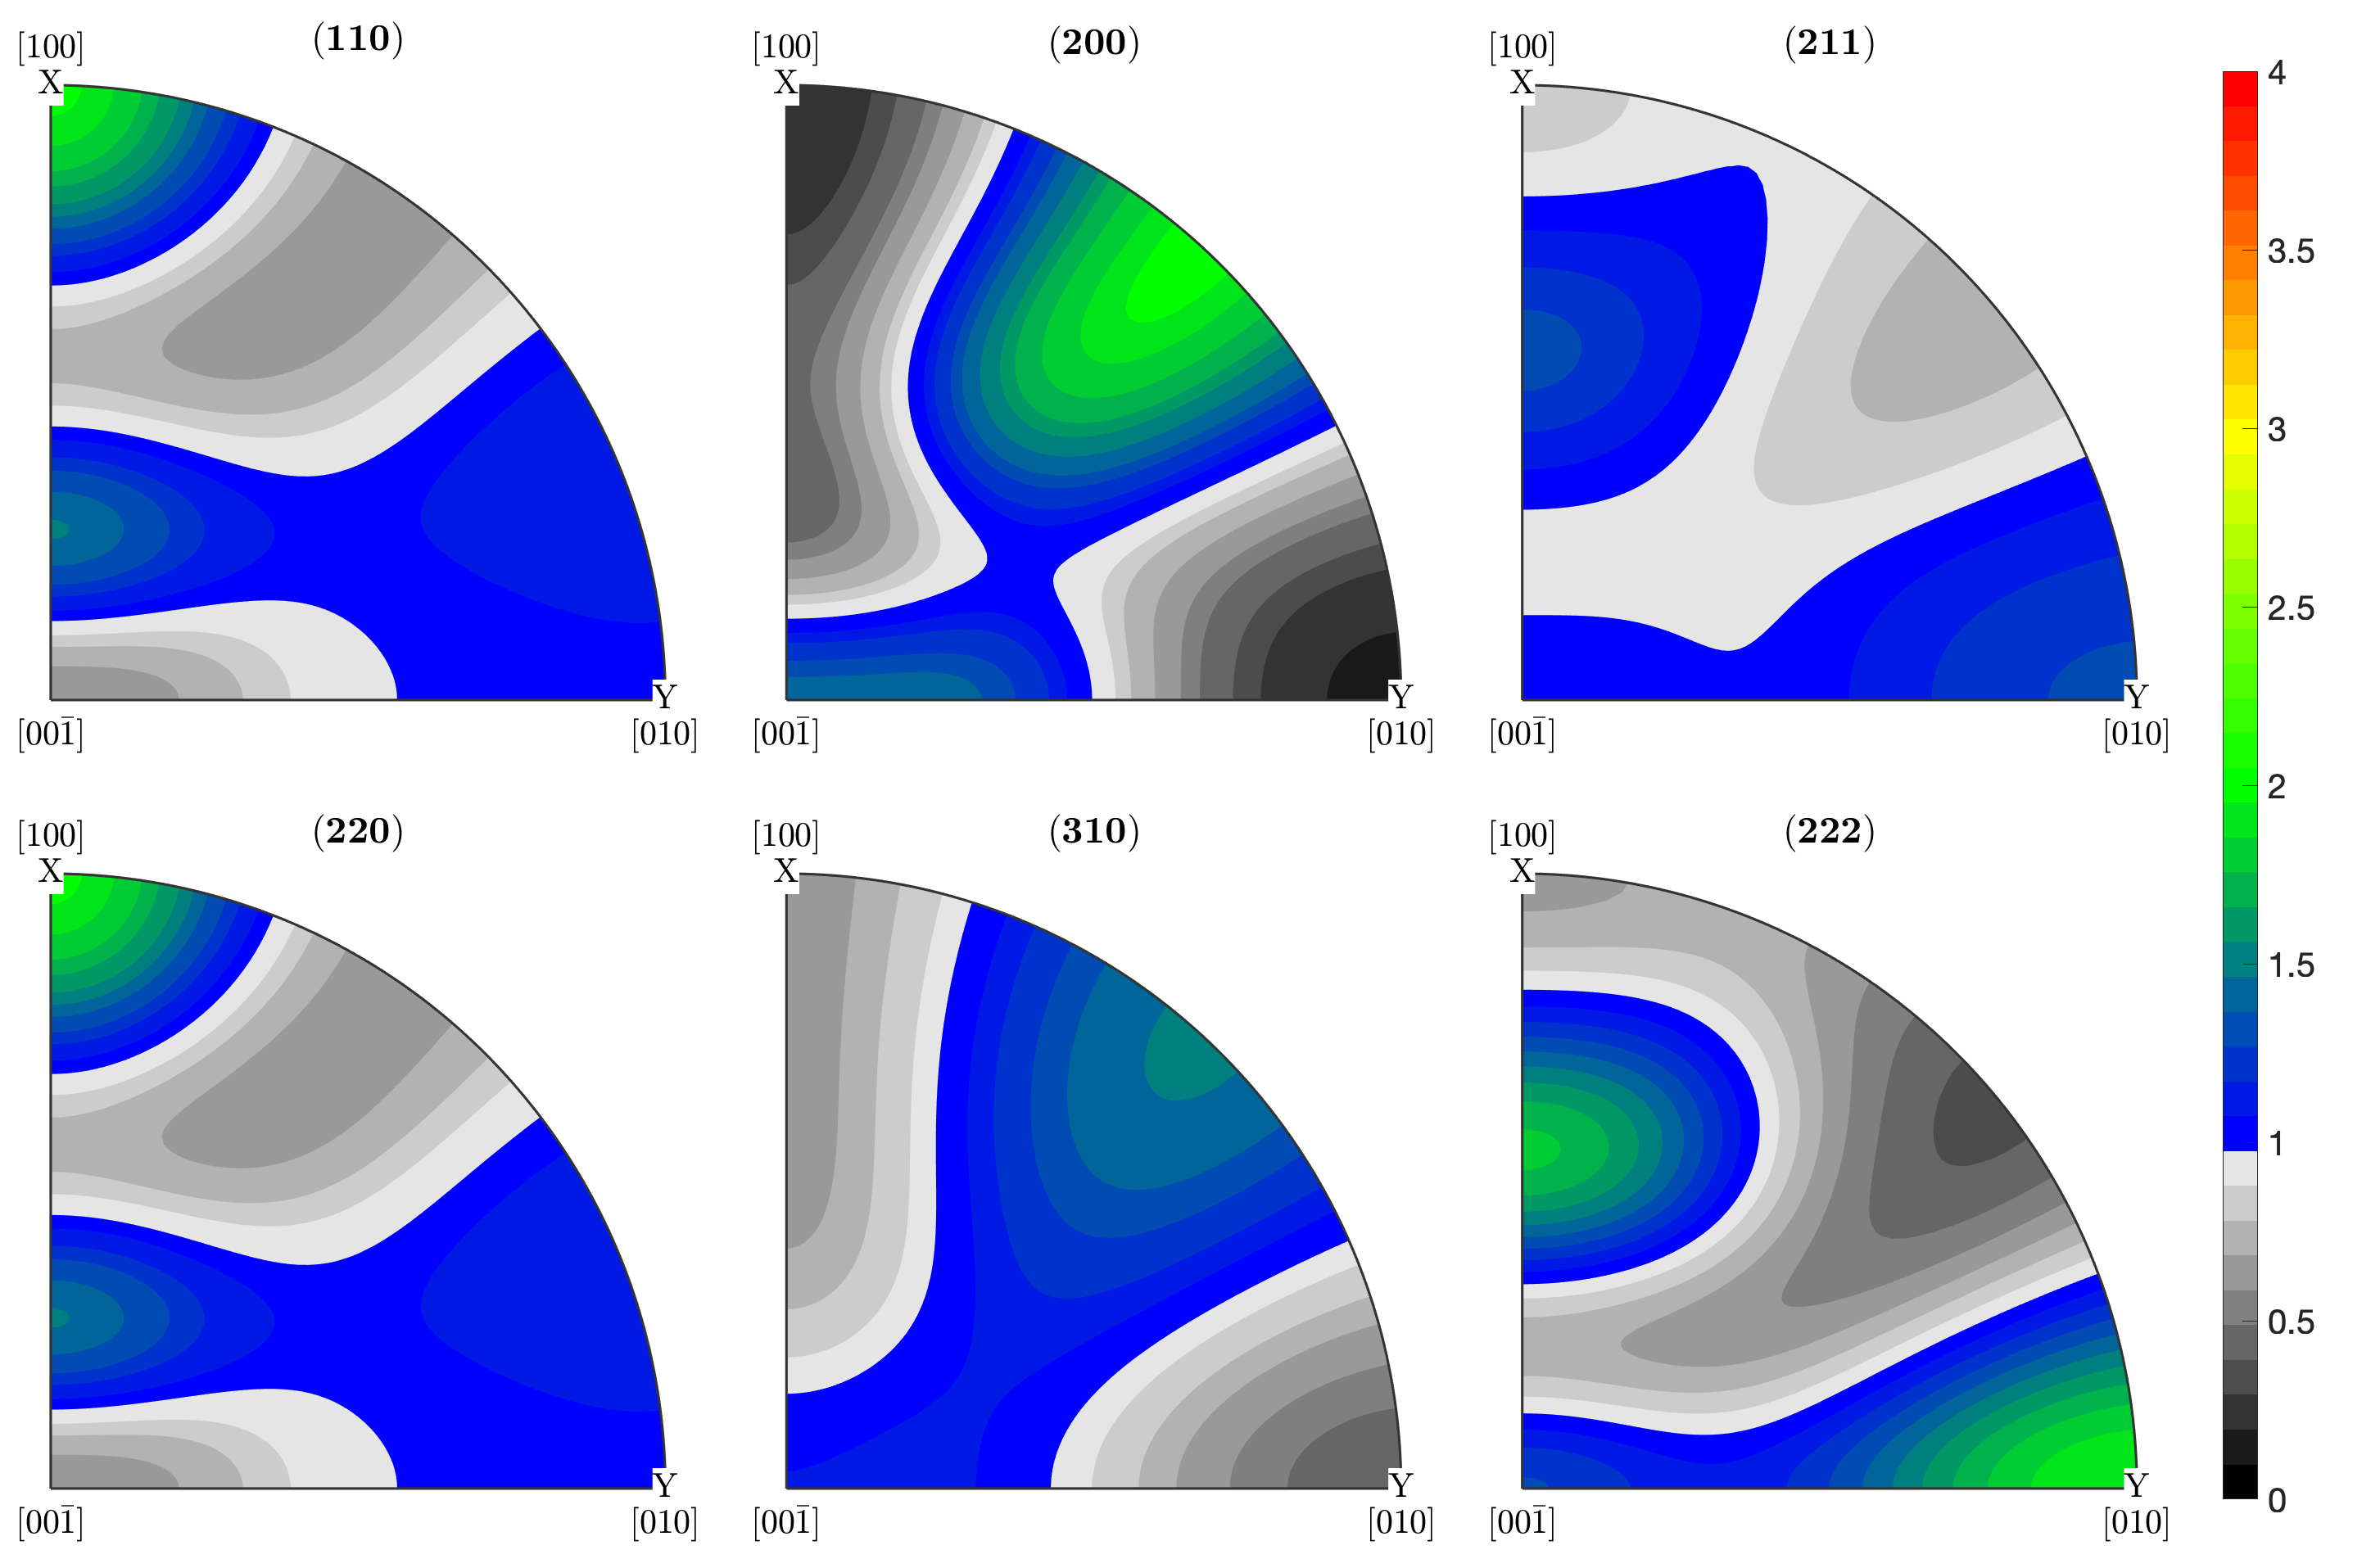 (110)
[100]
X
Y
[001̄]
[010]
(200)
[100]
X
Y
[001̄]
[010]
(211)
[100]
X
Y
[001̄]
[010]
(220)
[100]
X
Y
[001̄]
[010]
(310)
[100]
X
Y
[001̄]
[010]
(222)
[100]
X
Y
[001̄]
[010]
4
3.5
3
2.5
2
1.5
1
0.5
0